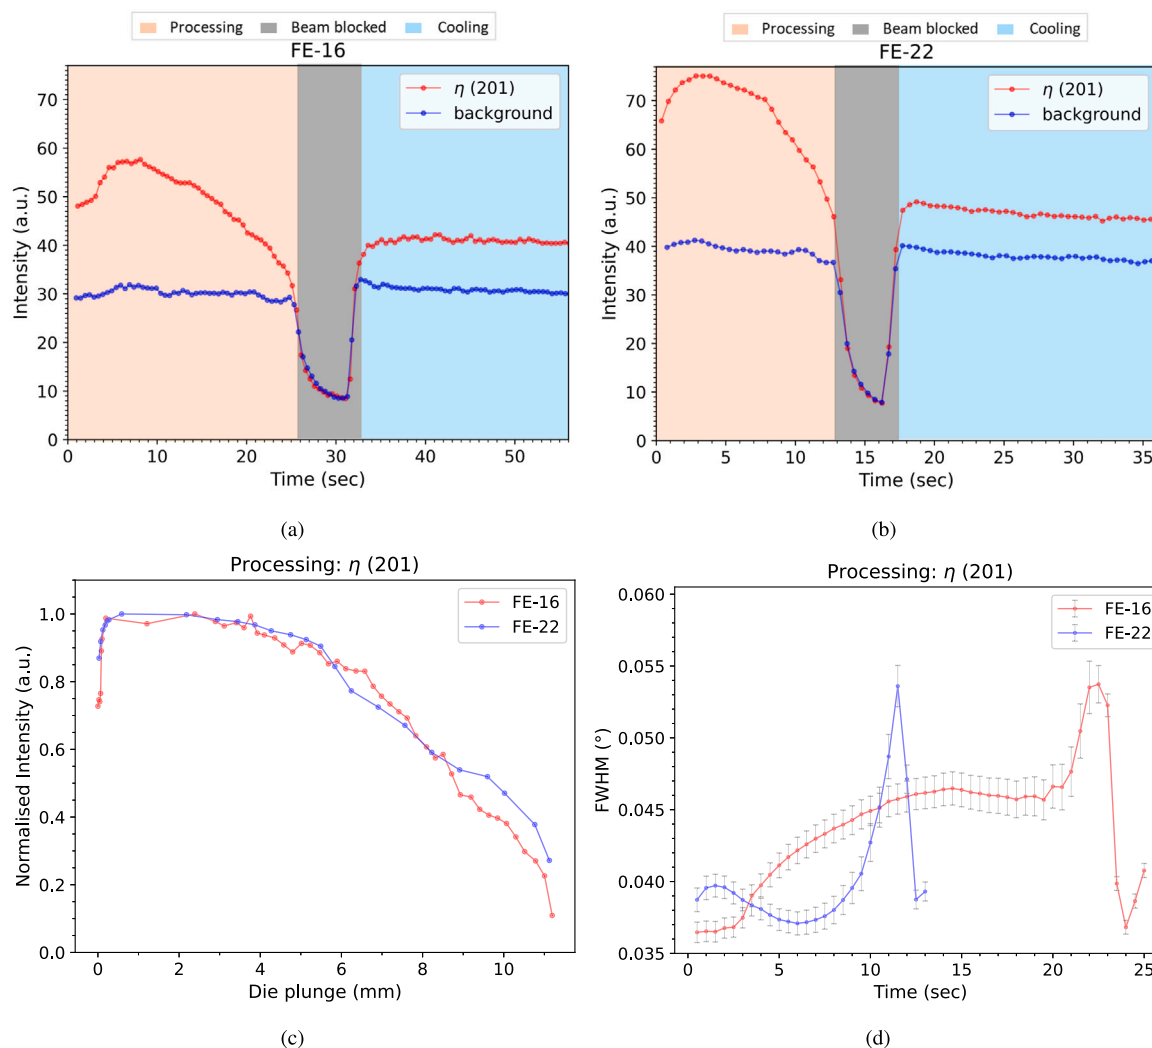 Processing Beam blocked Cooling
FE-16
η (201)
background
Intensity (a.u.)
70
60
50
40
30
20
10
0
0 10 20 30 40 50
Time (sec)
(a)
Processing Beam blocked Cooling
FE-22
η (201)
background
Intensity (a.u.)
70
60
50
40
30
20
10
0
0 5 10 15 20 25 30 35
Time (sec)
(b)
Processing: η (201)
FE-16
FE-22
Normalised Intensity (a.u.)
1.0
0.8
0.6
0.4
0.2
0.0
0 2 4 6 8 10
Die plunge (mm)
(c)
Processing: η (201)
FE-16
FE-22
FWHM (°)
0.060
0.055
0.050
0.045
0.040
0.035
0 5 10 15 20 25
Time (sec)
(d)